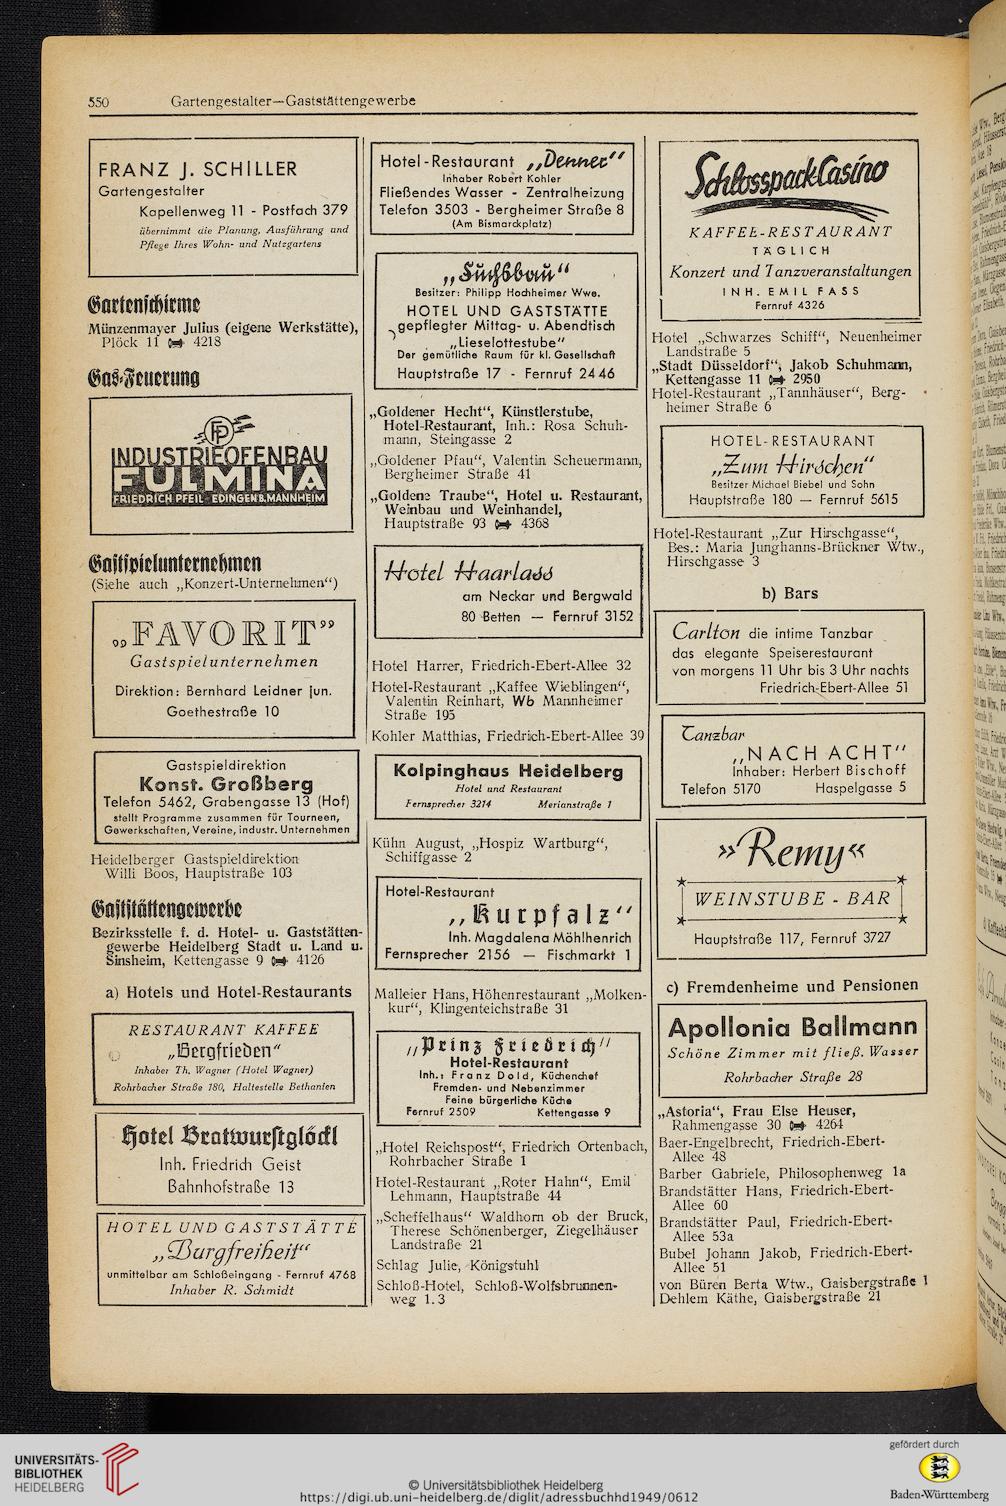 550 Gartengestalter—Gaststättengewerbe
FRANZ J. SCHILLER
Gartengestalter
Kapellenweg 11 - Postfach 379
übernimmt die Planung, Ausführung und
Pflege Ihres Wohn- und Nutzgartens
Gartenschirme
Münzenmayer Julius (eigene Werkstätte),
Plöck 11 4218
Gas-Feuerung
FP
INDUSTRIEOFENBAU
FULMINA
FRIEDRICH PFEIL EDINGEN B. MANNHEIM
Gastspielunternehmen
(Siehe auch „Konzert-Unternehmen“)
„FAVORIT”
Gastspielunternehmen
Direktion: Bernhard Leidner jun.
Goethestraße 10
Gastspieldirektion
Konst. Großberg
Telefon 5462, Grabengasse 13 (Hof)
stellt Programme zusammen für Tourneen,
Gewerkschaften, Vereine, industr. Unternehmen
Heidelberger Gastspieldirektion
Willi Boos, Hauptstraße 103
Gaststättengewerbe
Bezirksstelle f. d. Hotel- u. Gaststätten-
gewerbe Heidelberg Stadt u. Land u.
Sinsheim, Kettengasse 9 4126
a) Hotels und Hotel-Restaurants
RESTAURANT KAFFEE
„Bergfrieden“
Inhaber Th. Wagner (Hotel Wagner)
Rohrbacher Straße 180, Haltestelle Bethanien
Hotel Bratwurstglöckl
Inh. Friedrich Geist
Bahnhofstraße 13
HOTEL UND GASTSTÄTTE
„Burgfreiheit“
unmittelbar am Schloßeingang - Fernruf 4768
Inhaber R. Schmidt
Hotel-Restaurant „Denner“
Inhaber Robert Kohler
Fließendes Wasser - Zentralheizung
Telefon 3503 - Bergheimer Straße 8
(Am Bismarckplatz)
„Fuchsbau“
Besitzer: Philipp Hochheimer Wwe.
HOTEL UND GASTSTÄTTE
gepflegter Mittag- u. Abendtisch
„Lieselottestube“
Der gemütliche Raum für kl. Gesellschaft
Hauptstraße 17 - Fernruf 2446
„Goldener Hecht“, Künstlerstube,
Hotel-Restaurant, Inh.: Rosa Schuh-
mann, Steingasse 2
„Goldener Pfau“, Valentin Scheuermann,
Bergheimer Straße 41
„Goldene Traube“, Hotel u. Restaurant,
Weinbau und Weinhandel,
Hauptstraße 93 4368
Hotel Haarlass
am Neckar und Bergwald
80 Betten — Fernruf 3152
Hotel Harrer, Friedrich-Ebert-Allee 32
Hotel-Restaurant „Kaffee Wieblingen“,
Valentin Reinhart, Wb Mannheimer
Straße 195
Kohler Matthias, Friedrich-Ebert-Allee 39
Kolpinghaus Heidelberg
Hotel und Restaurant
Fernsprecher 3214 Merianstraße 1
Kühn August, „Hospiz Wartburg“,
Schiffgasse 2
Hotel-Restaurant
„Kurpfalz“
Inh. Magdalena Möhlhenrich
Fernsprecher 2156 — Fischmarkt 1
Malleier Hans, Höhenrestaurant „Molken-
kur“, Klingenteichstraße 31
„Prinz Friedrich“
Hotel-Restaurant
Inh.: Franz Dold, Küchenchef
Fremden- und Nebenzimmer
Feine bürgerliche Küche
Fernruf 2509 Kettengasse 9
„Hotel Reichspost“, Friedrich Ortenbach,
Rohrbacher Straße 1
Hotel-Restaurant „Roter Hahn“, Emil
Lehmann, Hauptstraße 44
„Scheffelhaus“ Waldhorn ob der Bruck,
Therese Schönenberger, Ziegelhäuser
Landstraße 21
Schlag Julie, Königstuhl
Schloß-Hotel, Schloß-Wolfsbrunnen-
weg 1. 3
SchlossparkCasino
KAFFEE-RESTAURANT
TÄGLICH
Konzert und Tanzveranstaltungen
INH. EMIL FASS
Fernruf 4326
Hotel „Schwarzes Schiff“, Neuenheimer
Landstraße 5
„Stadt Düsseldorf“, Jakob Schuhmann,
Kettengasse 11 2950
Hotel-Restaurant „Tannhäuser“, Berg-
heimer Straße 6
HOTEL-RESTAURANT
„Zum Hirschen“
Besitzer Michael Biebel und Sohn
Hauptstraße 180 — Fernruf 5615
Hotel-Restaurant „Zur Hirschgasse“,
Bes.: Maria Junghanns-Brückner Wtw.,
Hirschgasse 3
b) Bars
Carlton die intime Tanzbar
das elegante Speiserestaurant
von morgens 11 Uhr bis 3 Uhr nachts
Friedrich-Ebert-Allee 51
Tanzbar
„NACH ACHT“
Inhaber: Herbert Bischoff
Telefon 5170 Haspelgasse 5
»Remy«
WEINSTUBE - BAR
Hauptstraße 117, Fernruf 3727
c) Fremdenheime und Pensionen
Apollonia Ballmann
Schöne Zimmer mit fließ. Wasser
Rohrbacher Straße 28
„Astoria“, Frau Else Heuser,
Rahmengasse 30 4264
Baer-Engelbrecht, Friedrich-Ebert-
Allee 48
Barber Gabriele, Philosophenweg 1a
Brandstätter Hans, Friedrich-Ebert-
Allee 60
Brandstätter Paul, Friedrich-Ebert-
Allee 53a
Bubel Johann Jakob, Friedrich-Ebert-
Allee 51
von Büren Berta Wtw., Gaisbergstraße 1
Dehlem Käthe, Gaisbergstraße 21
UNIVERSITÄTS-
BIBLIOTHEK
HEIDELBERG
© Universitätsbibliothek Heidelberg
https://digi.ub.uni-heidelberg.de/diglit/adressbuchhd1949/0612
gefördert durch
Baden-Württemberg